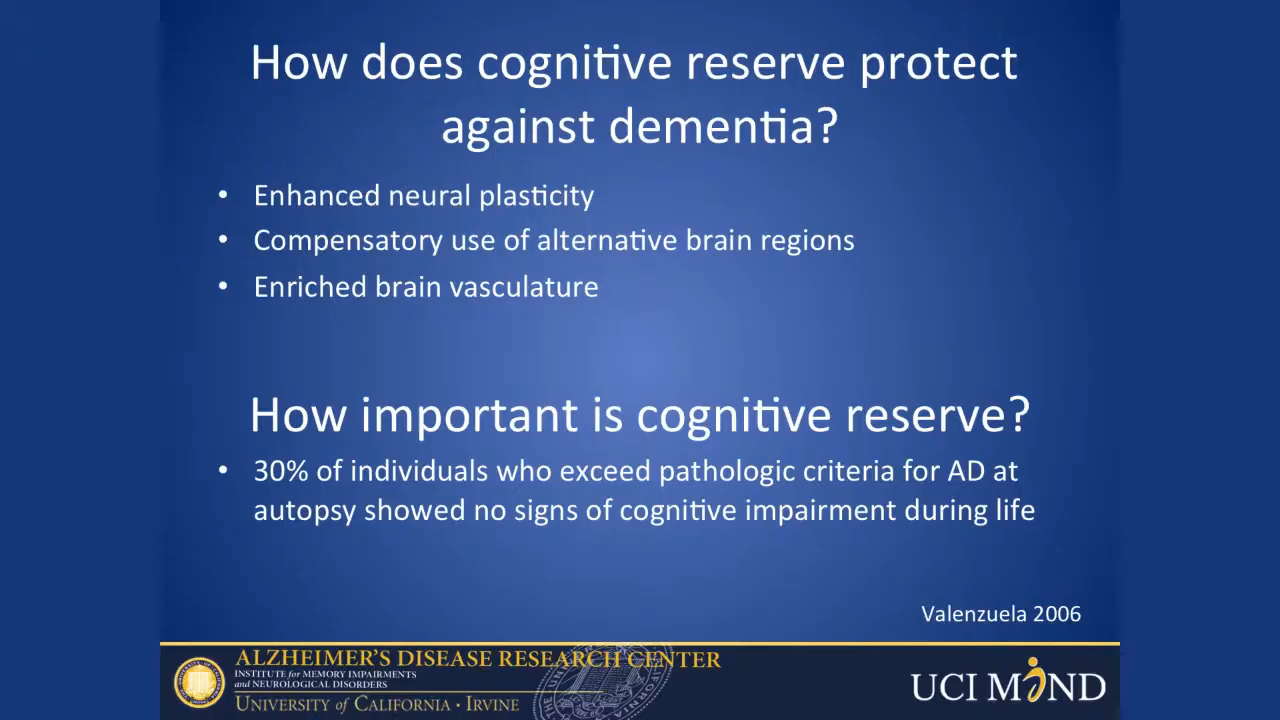 How does cognitive reserve protect
against dementia?
• Enhanced neural plasticity
• Compensatory use of alternative brain regions
• Enriched brain vasculature
How important is cognitive reserve?
• 30% of individuals who exceed pathologic criteria for AD at
autopsy showed no signs of cognitive impairment during life
Valenzuela 2006
ALZHEIMER'S DISEASE RESEARCH CENTER
INSTITUTE for MEMORY IMPAIRMENTS
and NEUROLOGICAL DISORDERS
UNIVERSITY of CALIFORNIA • IRVINE
UCI MIND